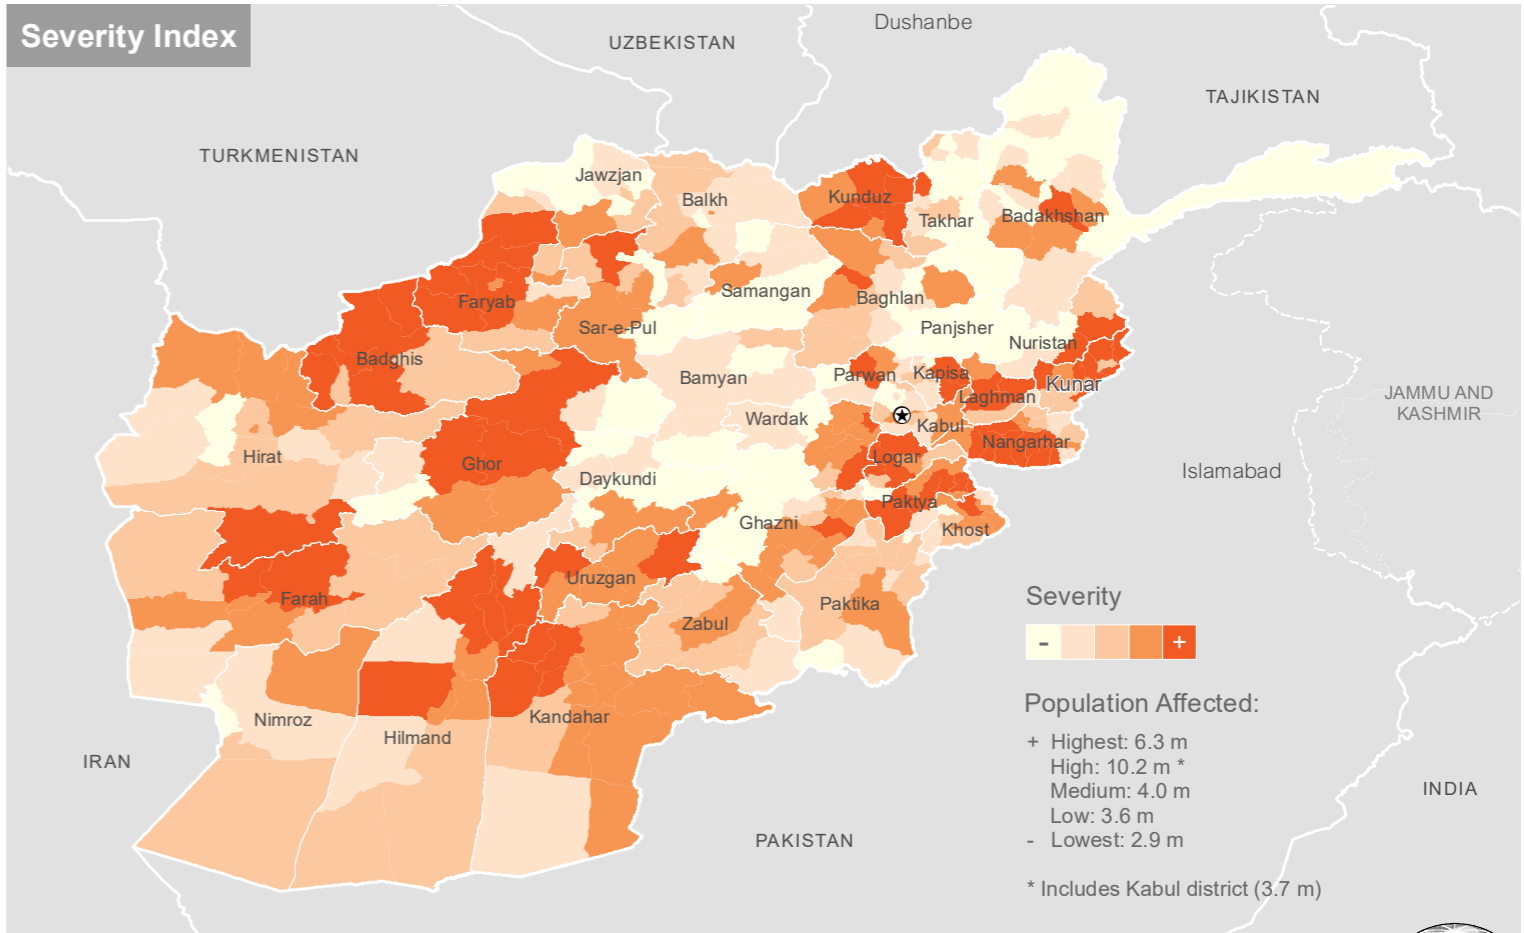 Severity Index
Dushanbe
UZBEKISTAN
TAJIKISTAN
TURKMENISTAN
Jawzjan
Balkh
Kunduz
Takhar
Badakhshan
Faryab
Samangan
Baghlan
Sar-e-Pul
Panjsher
Nuristan
Badghis
Bamyan
Parwan
Kapisa
Kunar
Laghman
JAMMU AND
KASHMIR
Wardak
Kabul
Nangarhar
Hirat
Ghor
Logar
Islamabad
Daykundi
Paktya
Ghazni
Khost
Uruzgan
Farah
Paktika
Zabul
Severity
- +
Nimroz
Kandahar
Hilmand
Population Affected:
+ Highest: 6.3 m
High: 10.2 m *
Medium: 4.0 m
Low: 3.6 m
- Lowest: 2.9 m
IRAN
INDIA
PAKISTAN
* Includes Kabul district (3.7 m)